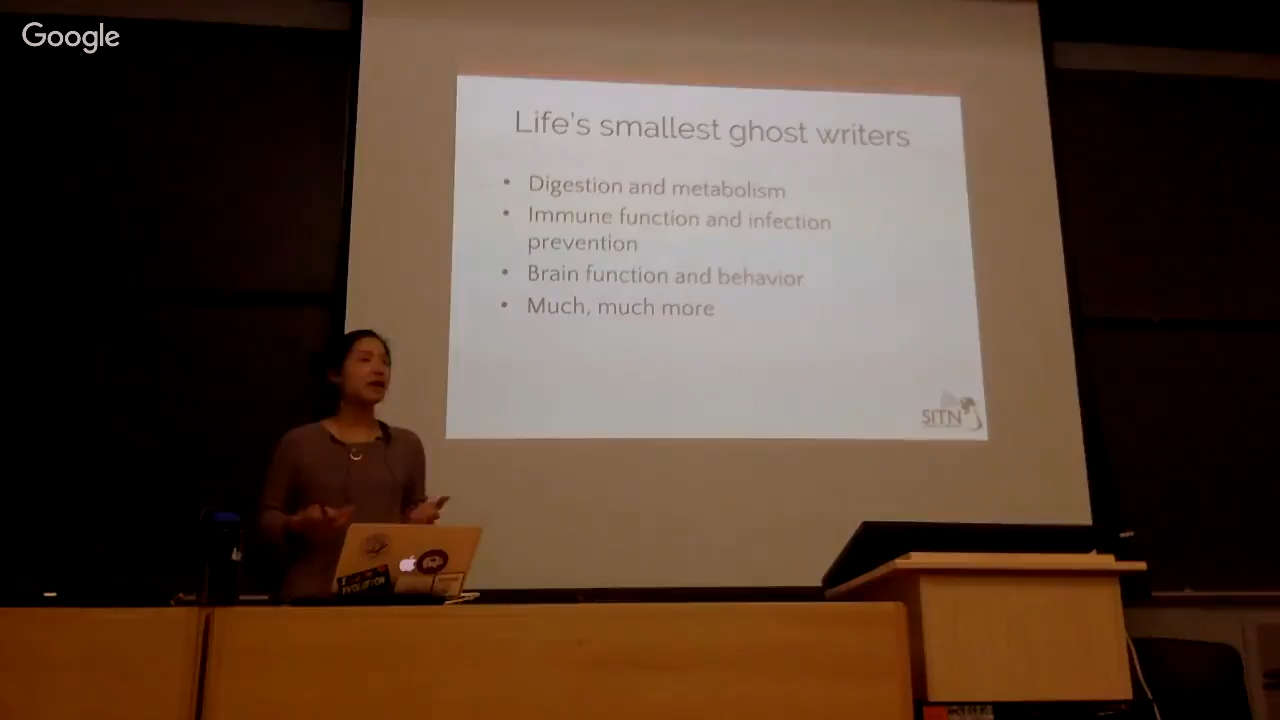 Google
Life's smallest ghost writers
• Digestion and metabolism
• Immune function and infection
prevention
• Brain function and behavior
• Much, much more
SITN
EVOLUTION